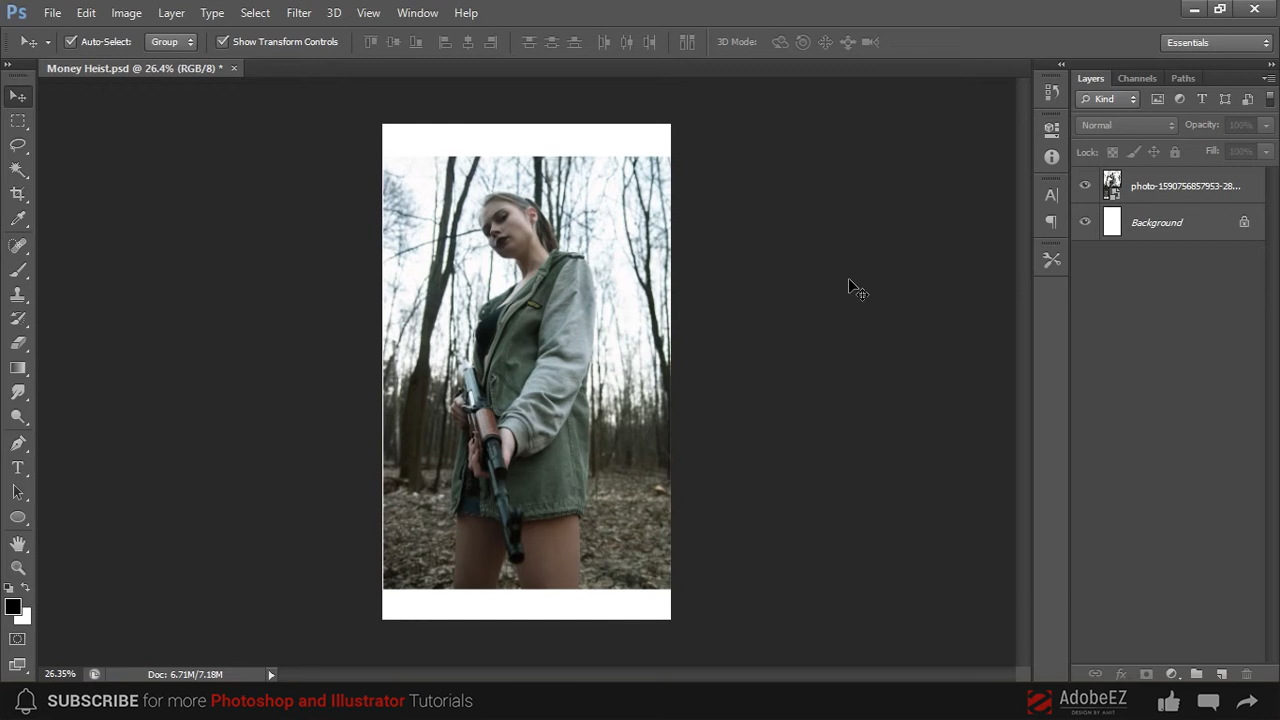 Ps File Edit Image Layer Type Select Filter 3D View Window Help
Auto-Select: Group Show Transform Controls 3D Mode: Essentials
Money Heist.psd @ 26.4% (RGB/8) * ×
Layers Channels Paths
Kind
Normal Opacity: 100%
Lock: Fill: 100%
photo-1590756857953-28...
Background
26.35% Doc: 6.71M/7.18M
SUBSCRIBE for more Photoshop and Illustrator Tutorials
AdobeEZ
DESIGN BY AMIT